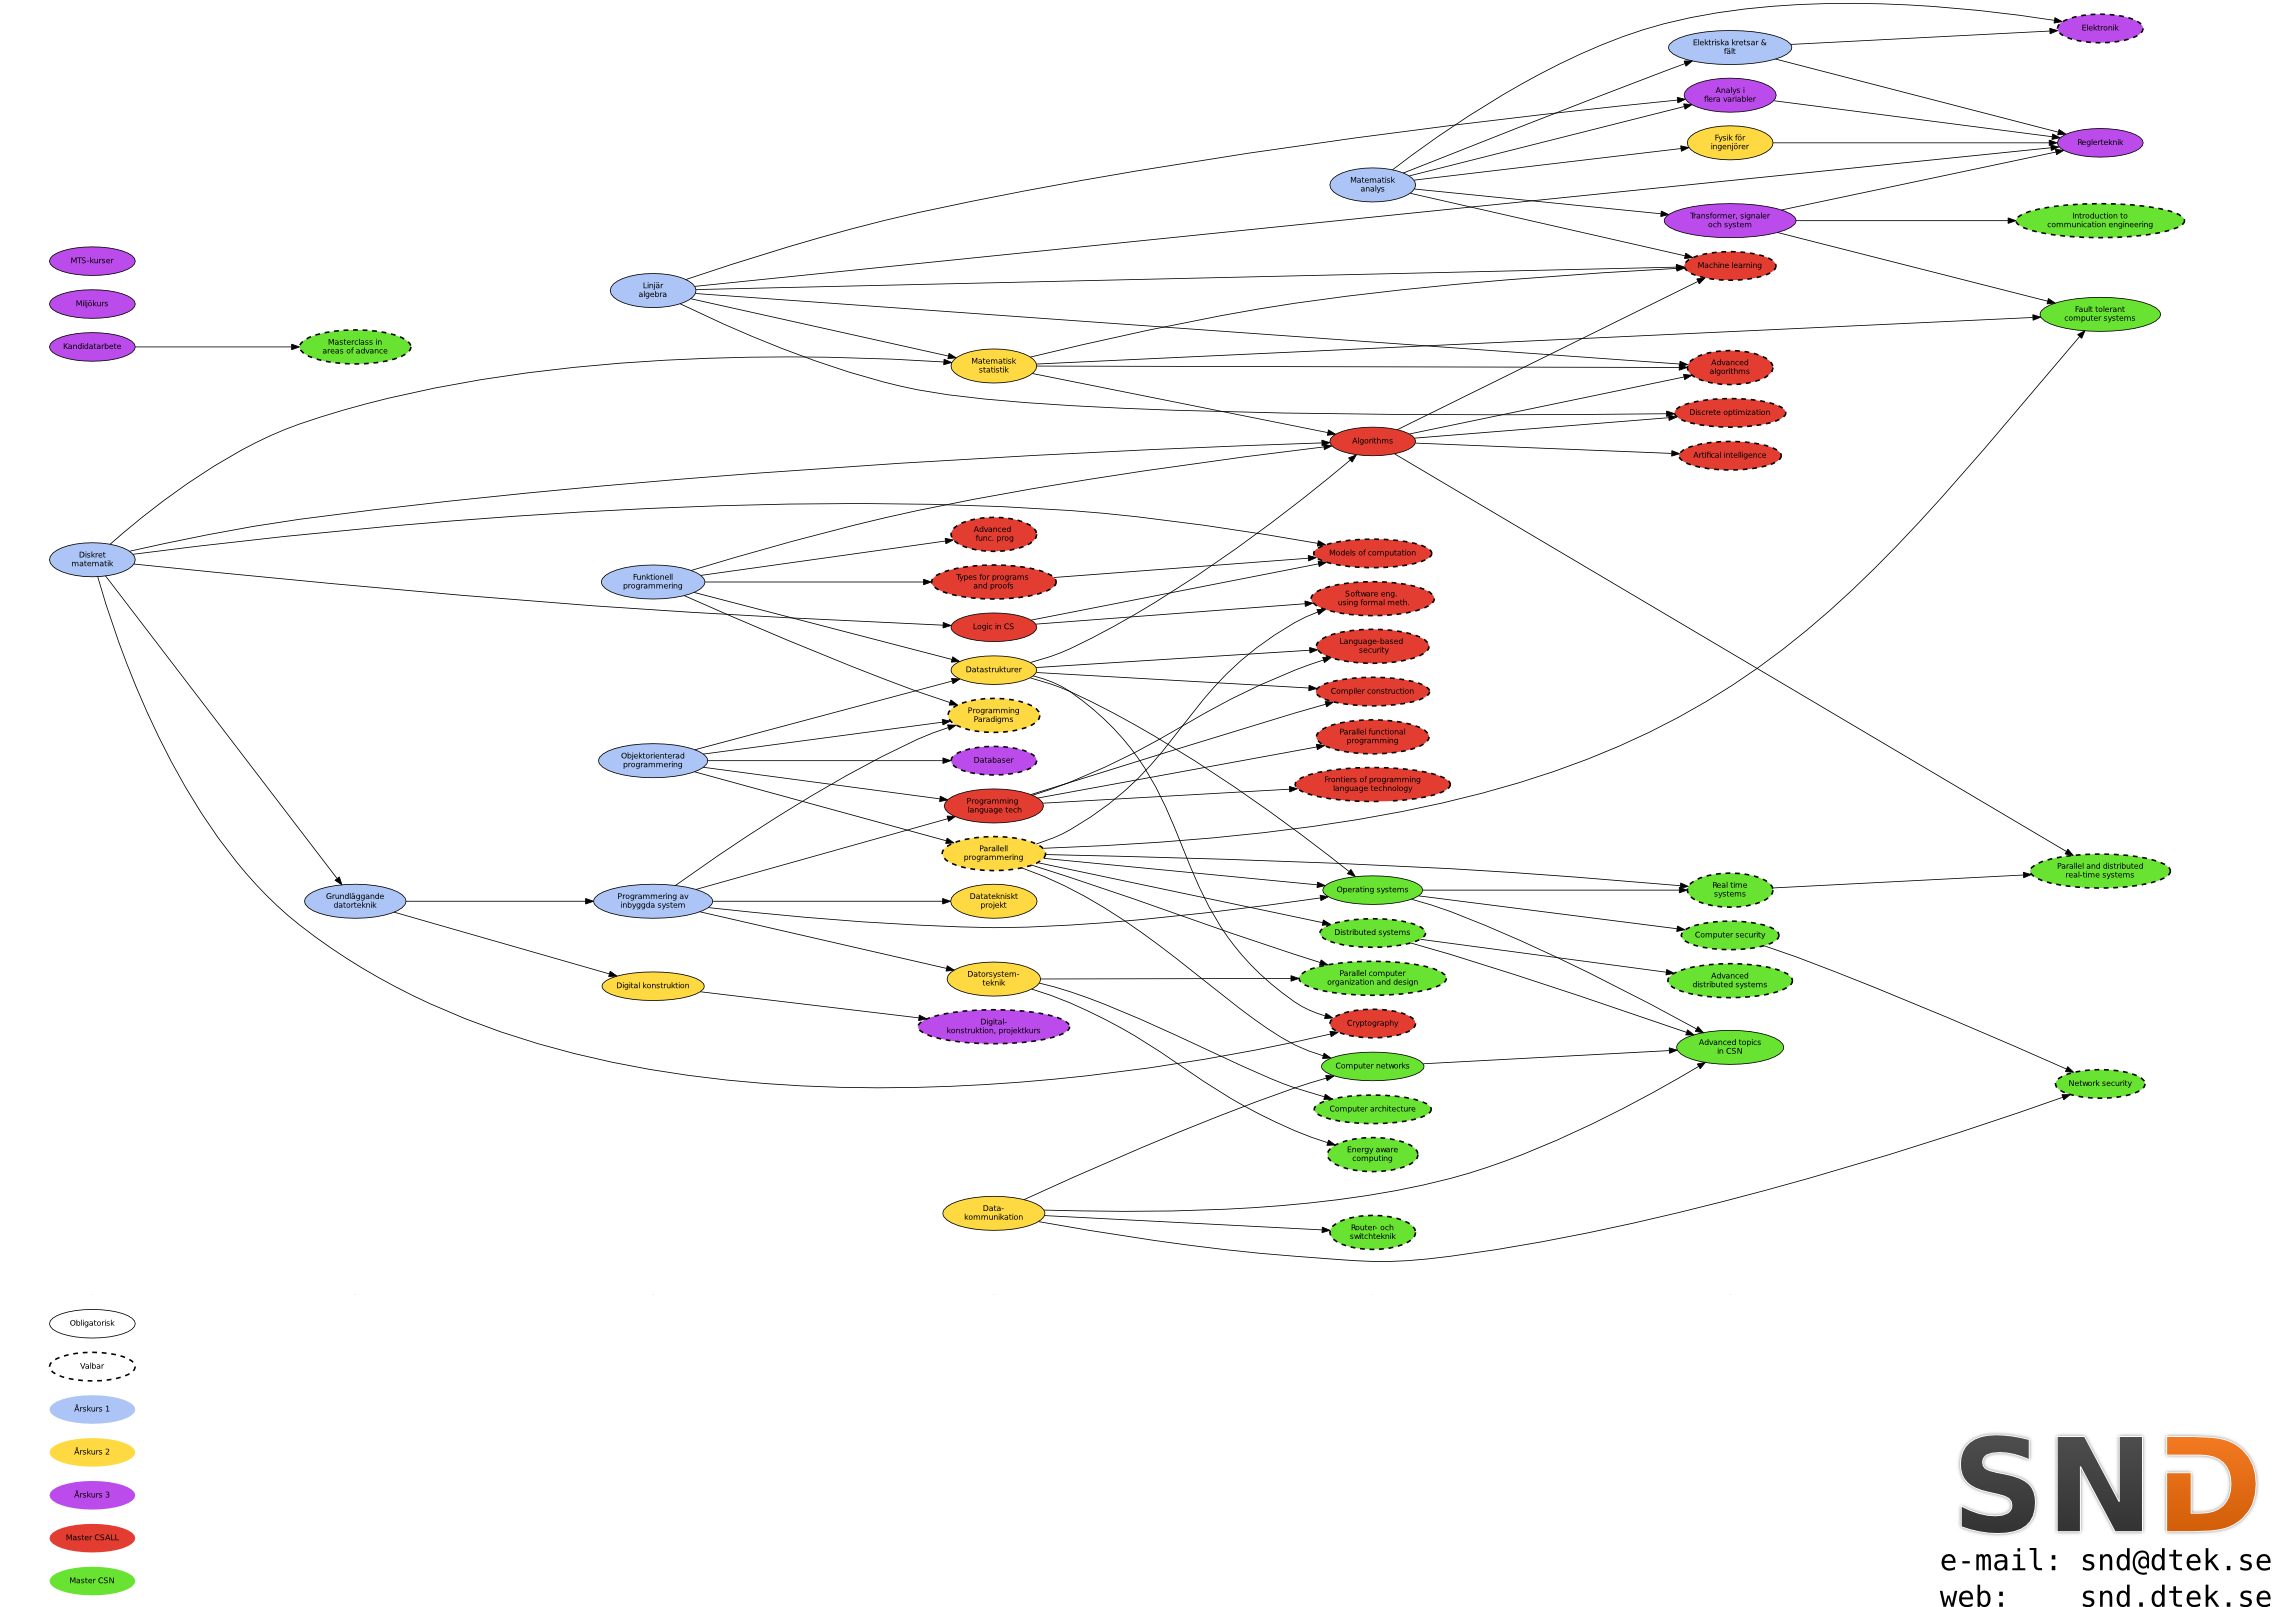 Elektronik
Elektriska kretsar &
fält
Analys i
flera variabler
Fysik för
ingenjörer
Reglerteknik
Matematisk
analys
Transformer, signaler
och system
Introduction to
communication engineering
MTS-kurser
Machine learning
Linjär
algebra
Miljökurs
Fault tolerant
computer systems
Kandidatarbete
Masterclass in
areas of advance
Matematisk
statistik
Advanced
algorithms
Discrete optimization
Algorithms
Artifical intelligence
Advanced
func. prog
Diskret
matematik
Models of computation
Funktionell
programmering
Types for programs
and proofs
Software eng.
using formal meth.
Logic in CS
Language-based
security
Datastrukturer
Compiler construction
Programming
Paradigms
Parallel functional
programming
Objektorienterad
programmering
Databaser
Frontiers of programming
language technology
Programming
language tech
Parallell
programmering
Parallel and distributed
real-time systems
Grundläggande
datorteknik
Programmering av
inbyggda system
Datatekniskt
projekt
Operating systems
Real time
systems
Distributed systems
Computer security
Digital konstruktion
Datorsystem-
teknik
Parallel computer
organization and design
Advanced
distributed systems
Digital-
konstruktion, projektkurs
Cryptography
Advanced topics
in CSN
Computer networks
Network security
Computer architecture
Energy aware
computing
Data-
kommunikation
Router- och
switchteknik
Obligatorisk
Valbar
Årskurs 1
Årskurs 2
Årskurs 3
Master CSALL
Master CSN
SND
e-mail: snd@dtek.se
web: snd.dtek.se